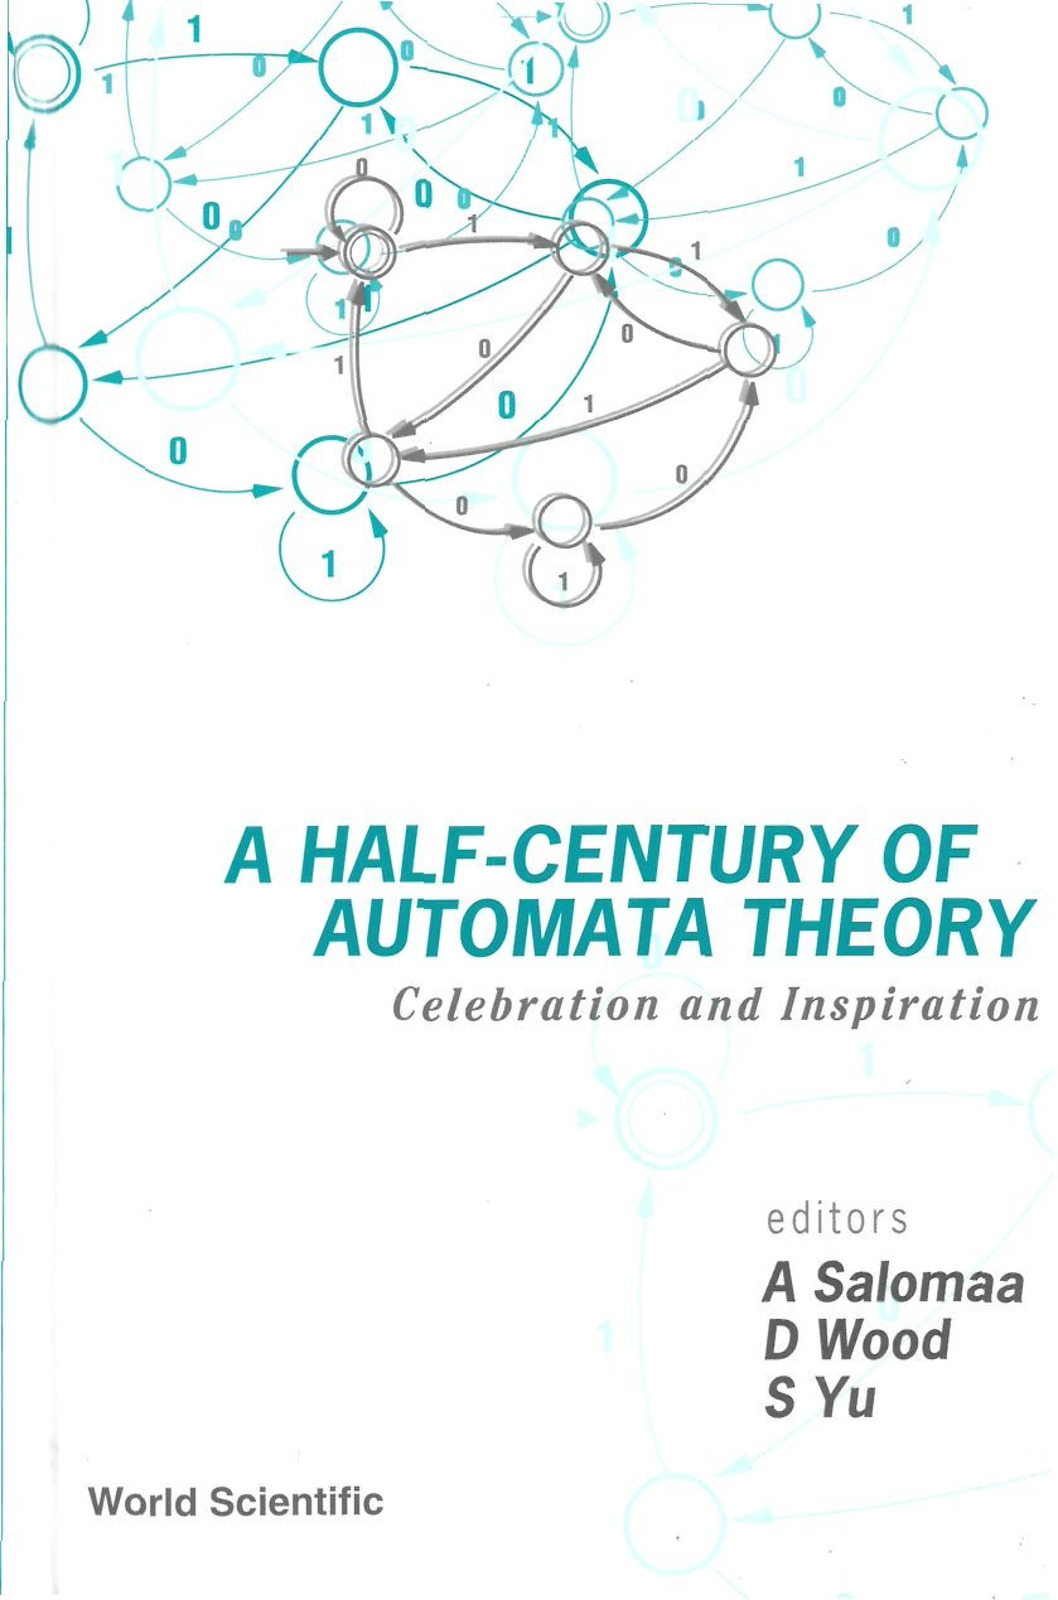 A HALF-CENTURY OF
AUTOMATA THEORY
Celebration and Inspiration
editors
A Salomaa
D Wood
S Yu
World Scientific